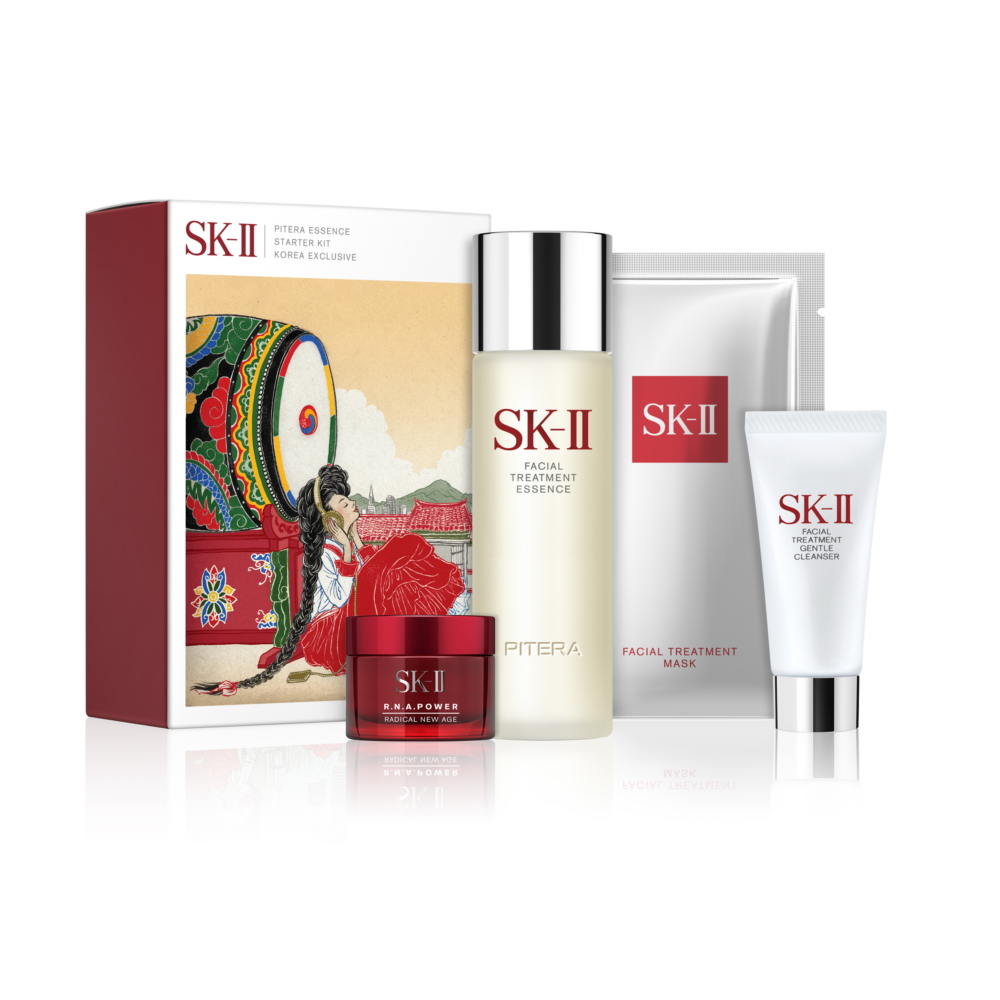 SK-II
PITERA ESSENCE
STARTER KIT
KOREA EXCLUSIVE
SK-II
R.N.A.POWER
RADICAL NEW AGE
SK-II
FACIAL
TREATMENT
ESSENCE
PITERA
SK-II
FACIAL TREATMENT
MASK
SK-II
FACIAL
TREATMENT
GENTLE
CLEANSER